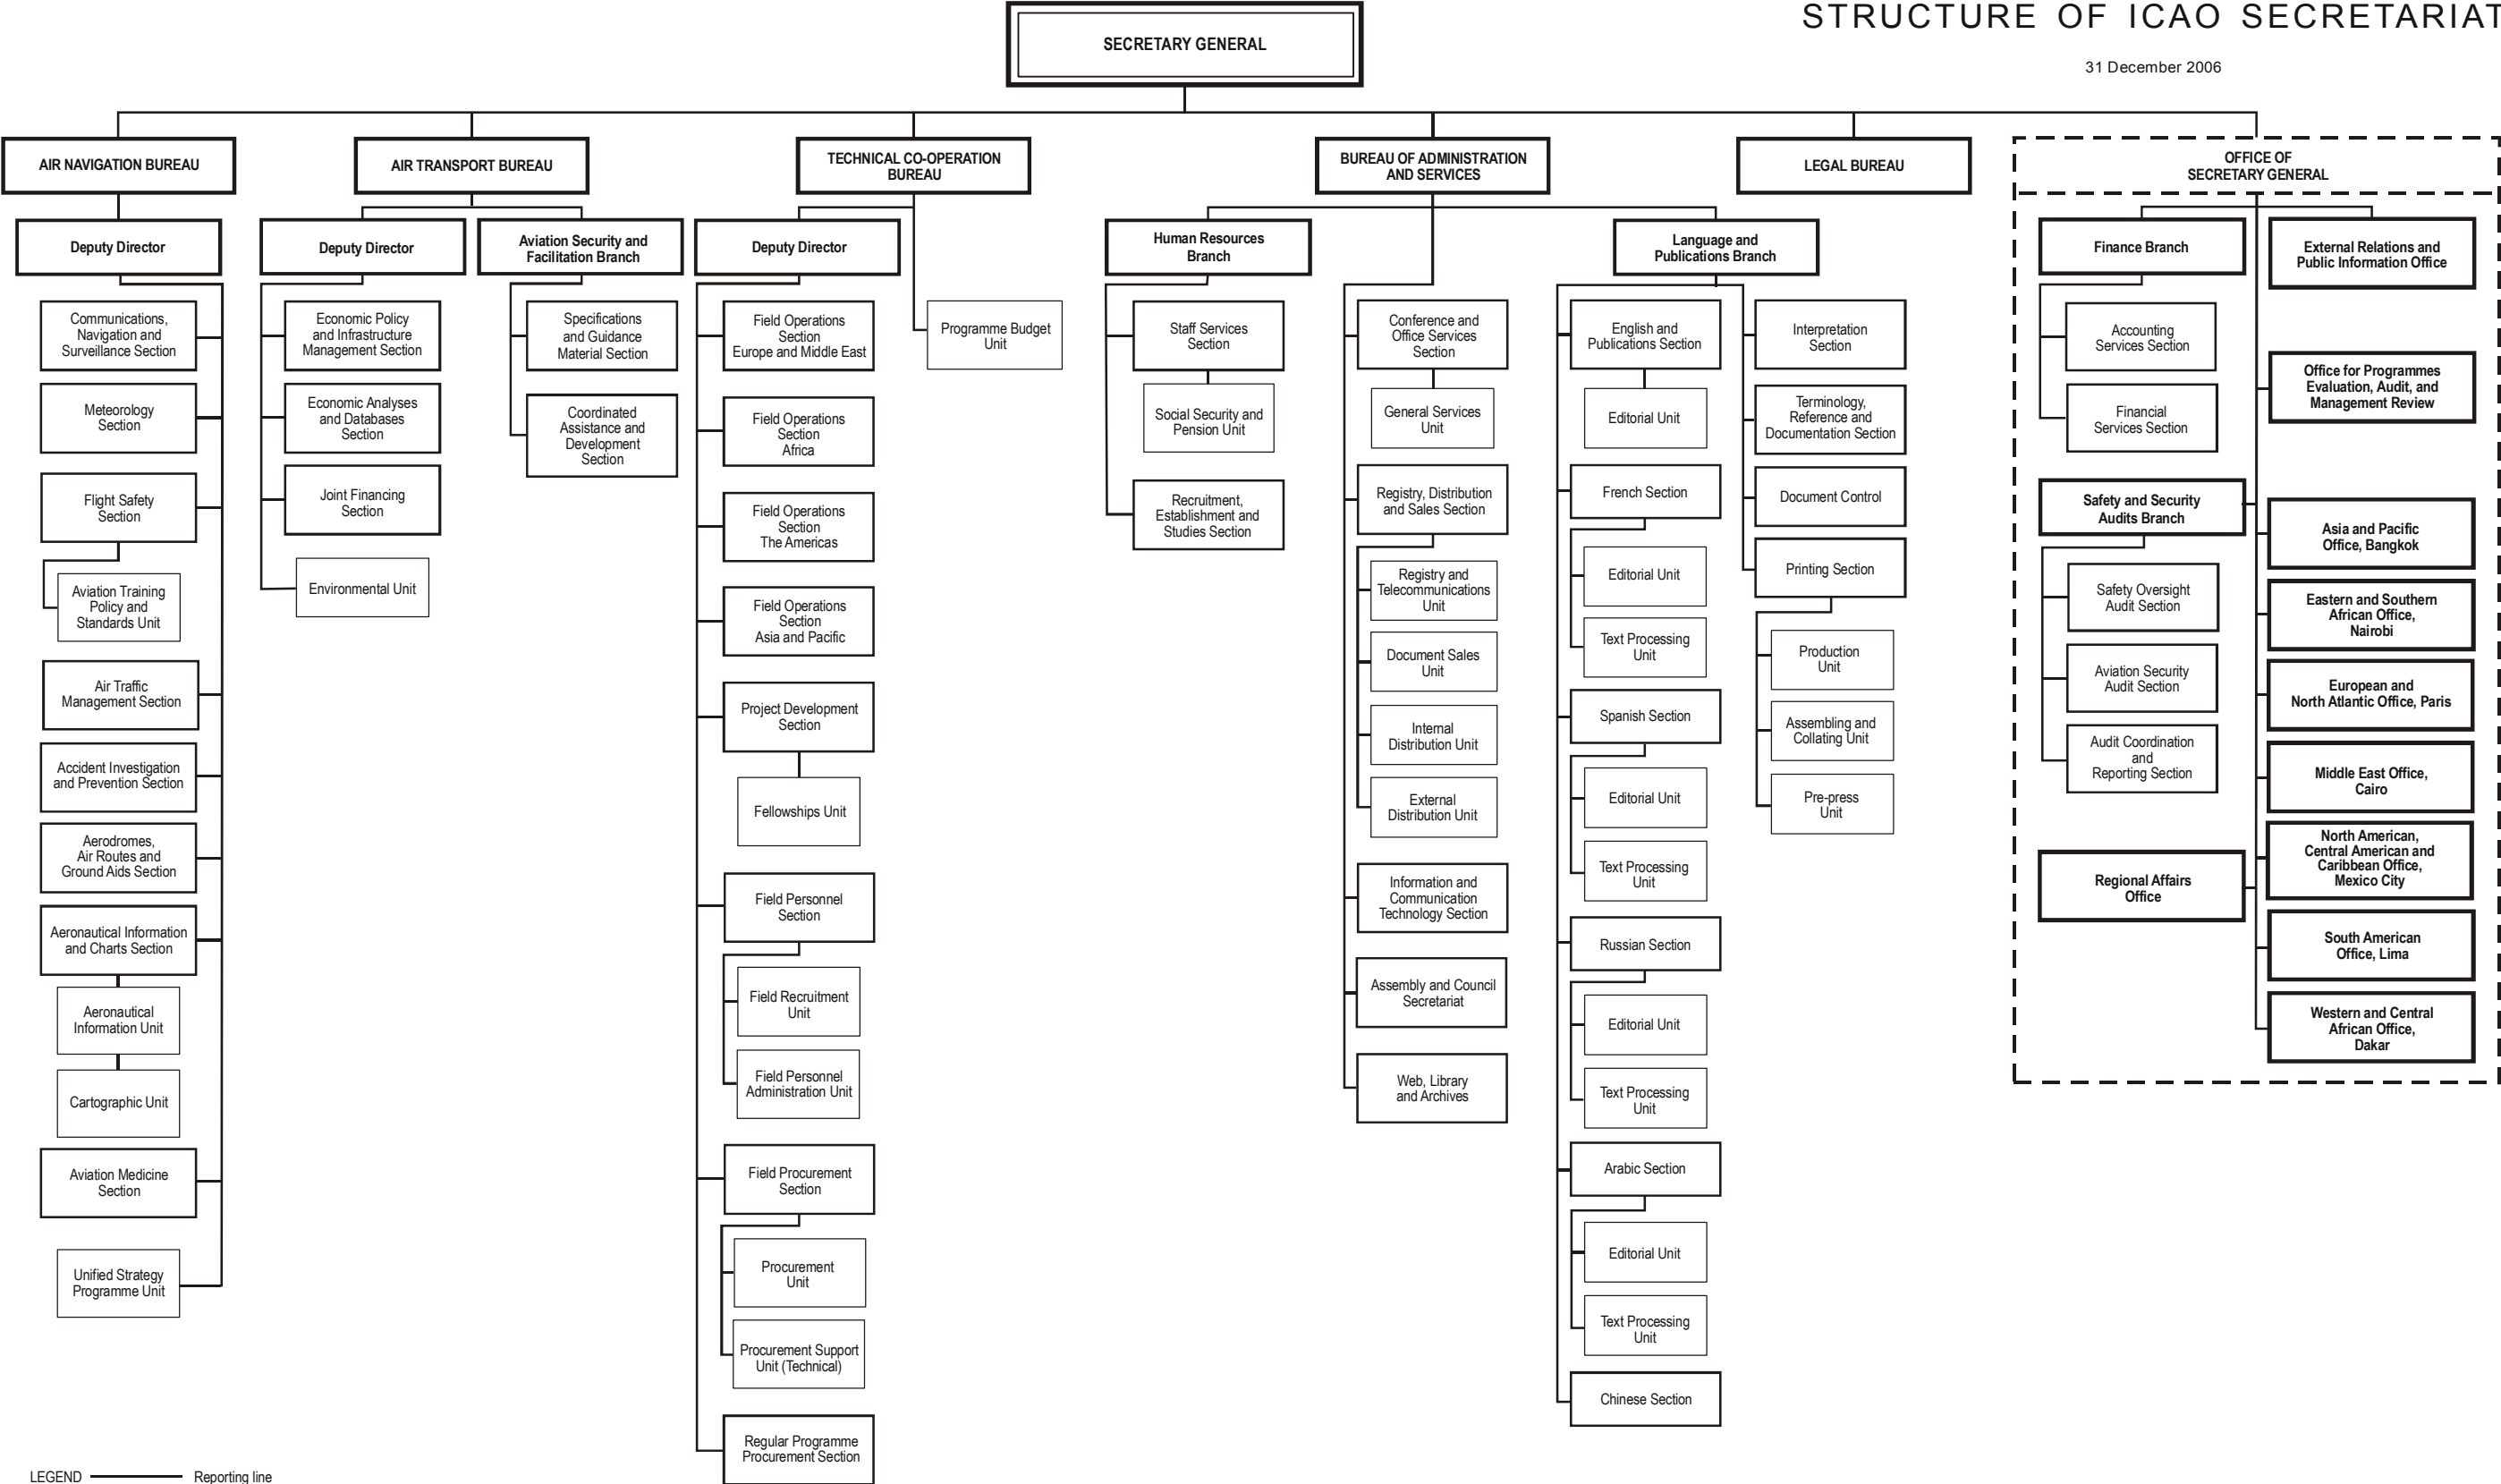 STRUCTURE OF ICAO SECRETARIAT
31 December 2006
SECRETARY GENERAL
AIR NAVIGATION BUREAU
Deputy Director
Communications,
Navigation and
Surveillance Section
Meteorology
Section
Flight Safety
Section
Aviation Training
Policy and
Standards Unit
Air Traffic
Management Section
Accident Investigation
and Prevention Section
Aerodromes,
Air Routes and
Ground Aids Section
Aeronautical Information
and Charts Section
Aeronautical
Information Unit
Cartographic Unit
Aviation Medicine
Section
Unified Strategy
Programme Unit
AIR TRANSPORT BUREAU
Deputy Director
Economic Policy
and Infrastructure
Management Section
Economic Analyses
and Databases
Section
Joint Financing
Section
Environmental Unit
Aviation Security and
Facilitation Branch
Specifications
and Guidance
Material Section
Coordinated
Assistance and
Development
Section
TECHNICAL CO-OPERATION
BUREAU
Deputy Director
Field Operations
Section
Europe and Middle East
Field Operations
Section
Africa
Field Operations
Section
The Americas
Field Operations
Section
Asia and Pacific
Project Development
Section
Fellowships Unit
Field Personnel
Section
Field Recruitment
Unit
Field Personnel
Administration Unit
Field Procurement
Section
Procurement
Unit
Procurement Support
Unit (Technical)
Regular Programme
Procurement Section
Programme Budget
Unit
BUREAU OF ADMINISTRATION
AND SERVICES
Human Resources
Branch
Staff Services
Section
Social Security and
Pension Unit
Recruitment,
Establishment and
Studies Section
Conference and
Office Services
Section
General Services
Unit
Registry, Distribution
and Sales Section
Registry and
Telecommunications
Unit
Document Sales
Unit
Internal
Distribution Unit
External
Distribution Unit
Information and
Communication
Technology Section
Assembly and Council
Secretariat
Web, Library
and Archives
Language and
Publications Branch
English and
Publications Section
Editorial Unit
French Section
Editorial Unit
Text Processing
Unit
Spanish Section
Editorial Unit
Text Processing
Unit
Russian Section
Editorial Unit
Text Processing
Unit
Arabic Section
Editorial Unit
Text Processing
Unit
Chinese Section
Interpretation
Section
Terminology,
Reference and
Documentation Section
Document Control
Printing Section
Production
Unit
Assembling and
Collating Unit
Pre-press
Unit
LEGAL BUREAU
OFFICE OF
SECRETARY GENERAL
Finance Branch
Accounting
Services Section
Financial
Services Section
Safety and Security
Audits Branch
Safety Oversight
Audit Section
Aviation Security
Audit Section
Audit Coordination
and
Reporting Section
Regional Affairs
Office
External Relations and
Public Information Office
Office for Programmes
Evaluation, Audit, and
Management Review
Asia and Pacific
Office, Bangkok
Eastern and Southern
African Office,
Nairobi
European and
North Atlantic Office, Paris
Middle East Office,
Cairo
North American,
Central American and
Caribbean Office,
Mexico City
South American
Office, Lima
Western and Central
African Office,
Dakar
LEGEND Reporting line